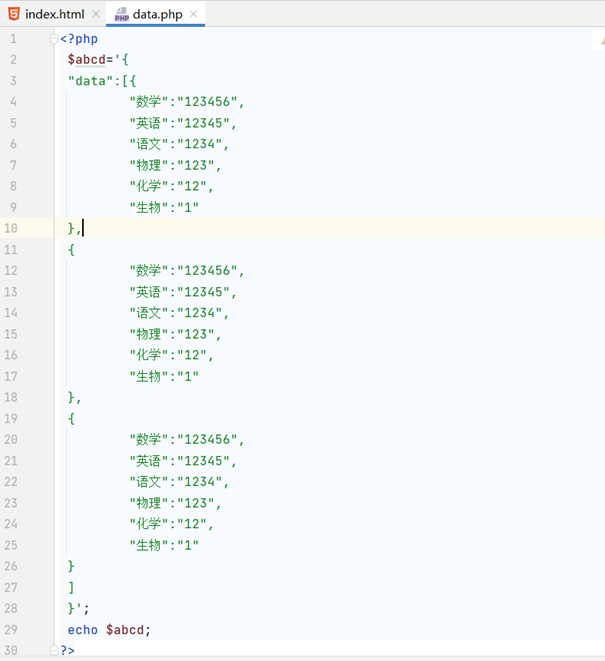 index.html
data.php
1 <?php
2 $abcd='{
3 "data":[{
4 "数学":"123456",
5 "英语":"12345",
6 "语文":"1234",
7 "物理":"123",
8 "化学":"12",
9 "生物":"1"
10 },
11 {
12 "数学":"123456",
13 "英语":"12345",
14 "语文":"1234",
15 "物理":"123",
16 "化学":"12",
17 "生物":"1"
18 },
19 {
20 "数学":"123456",
21 "英语":"12345",
22 "语文":"1234",
23 "物理":"123",
24 "化学":"12",
25 "生物":"1"
26 }
27 ]
28 }';
29 echo $abcd;
30 ?>